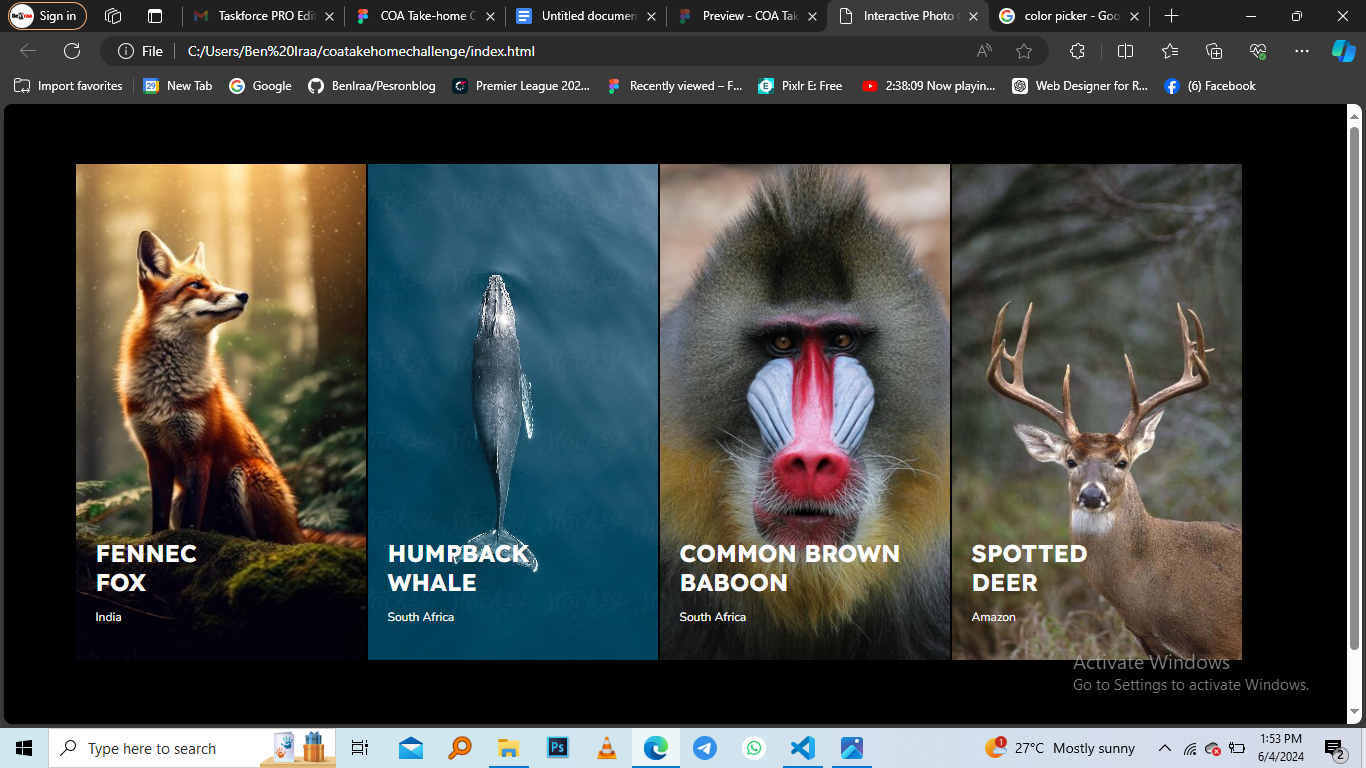 Sign in
Taskforce PRO Edi
COA Take-home C
Untitled documen
Preview - COA Tak
Interactive Photo
color picker - Goo
File
C:/Users/Ben%20Iraa/coatakehomechallenge/index.html
Import favorites
New Tab
Google
BenIraa/Pesronblog
Premier League 202...
Recently viewed – F...
Pixlr E: Free
2:38:09 Now playin...
Web Designer for R...
(6) Facebook
FENNEC
FOX
India
HUMPBACK
WHALE
South Africa
COMMON BROWN
BABOON
South Africa
SPOTTED
DEER
Amazon
Activate Windows
Go to Settings to activate Windows.
Type here to search
Ps
1
27°C Mostly sunny
1:53 PM
6/4/2024
2